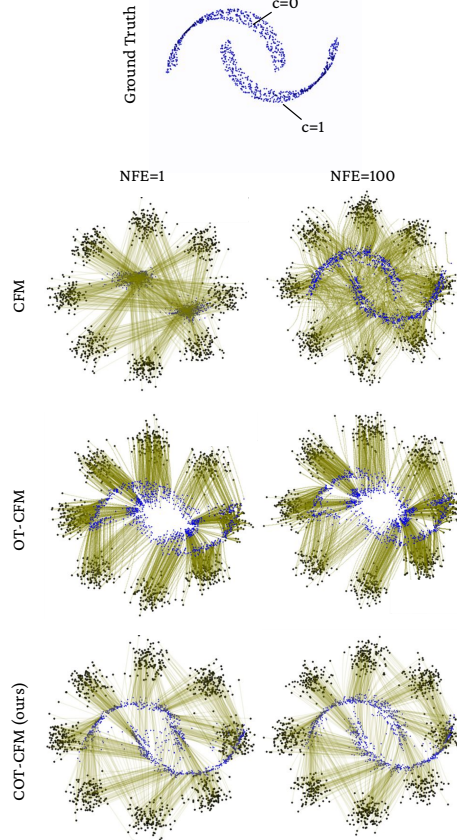 c=0
Ground Truth
c=1
NFE=1
NFE=100
CFM
OT-CFM
COT-CFM (ours)